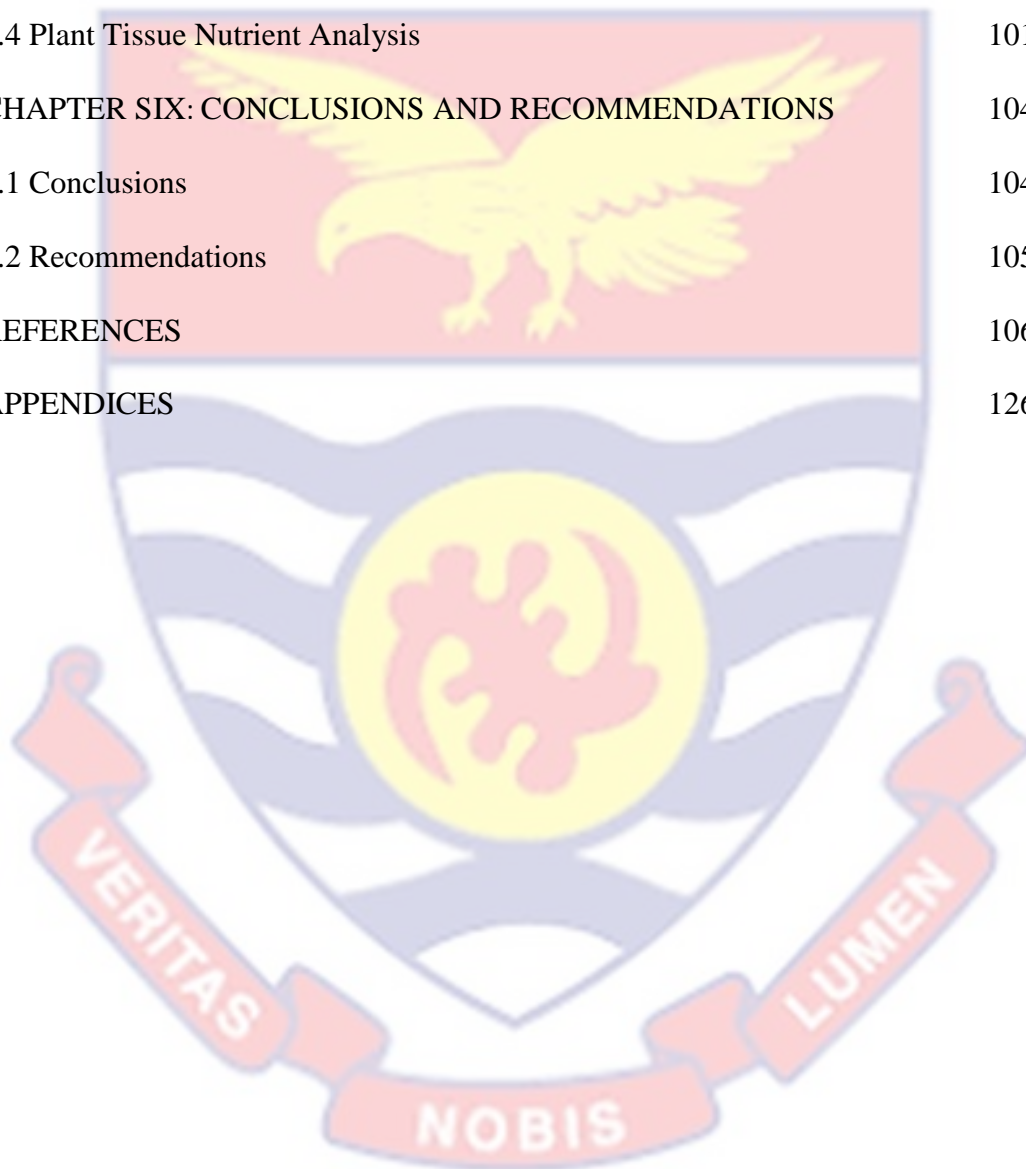 .4 Plant Tissue Nutrient Analysis 101
CHAPTER SIX: CONCLUSIONS AND RECOMMENDATIONS 104
.1 Conclusions 104
.2 Recommendations 105
REFERENCES 106
APPENDICES 126
VERITAS
NOBIS
LUMEN